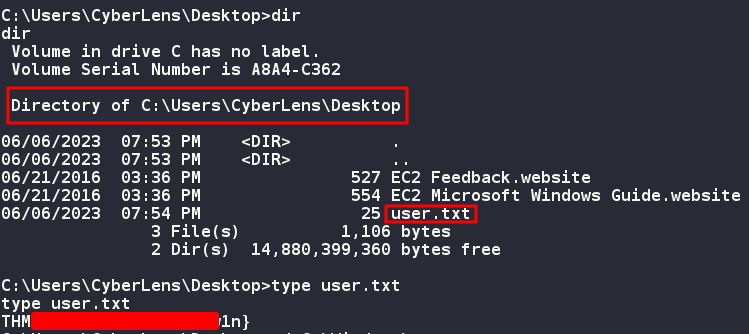 C:\Users\CyberLens\Desktop>dir
dir
Volume in drive C has no label.
Volume Serial Number is A8A4-C362
Directory of C:\Users\CyberLens\Desktop
06/06/2023  07:53 PM    <DIR>          .
06/06/2023  07:53 PM    <DIR>          ..
06/21/2016  03:36 PM               527 EC2 Feedback.website
06/21/2016  03:36 PM               554 EC2 Microsoft Windows Guide.website
06/06/2023  07:54 PM                25 user.txt
3 File(s)          1,106 bytes
2 Dir(s)  14,880,399,360 bytes free
C:\Users\CyberLens\Desktop>type user.txt
type user.txt
THM 1n}